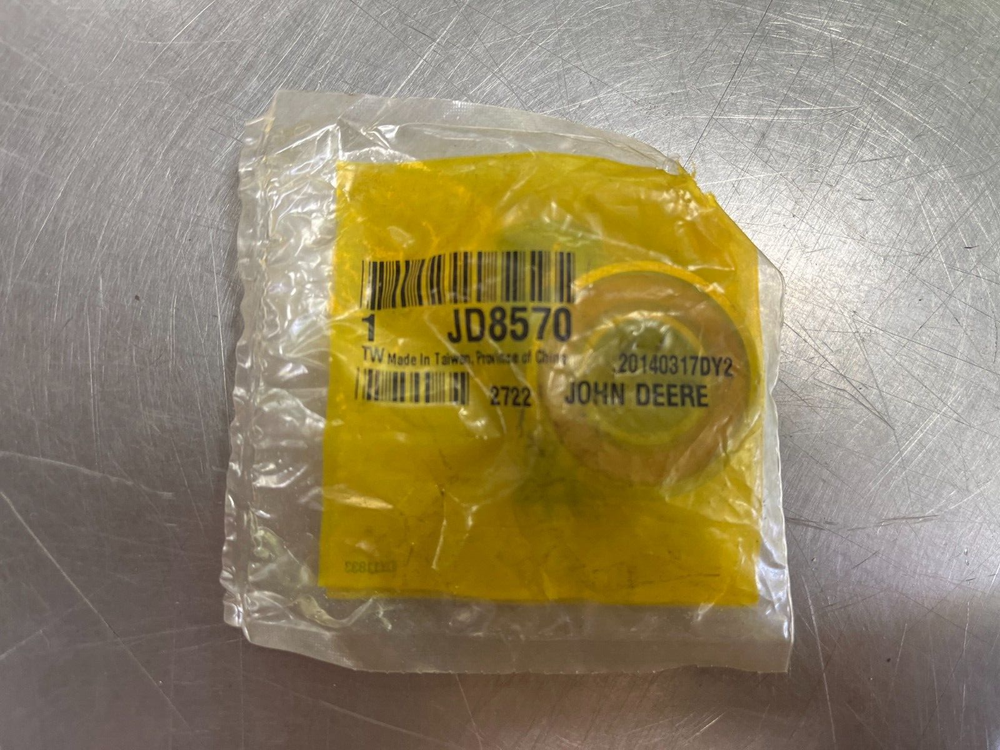 1 JD8570
TW Made In Taiwan, Province of China
20140317DY2
2722 JOHN DEERE